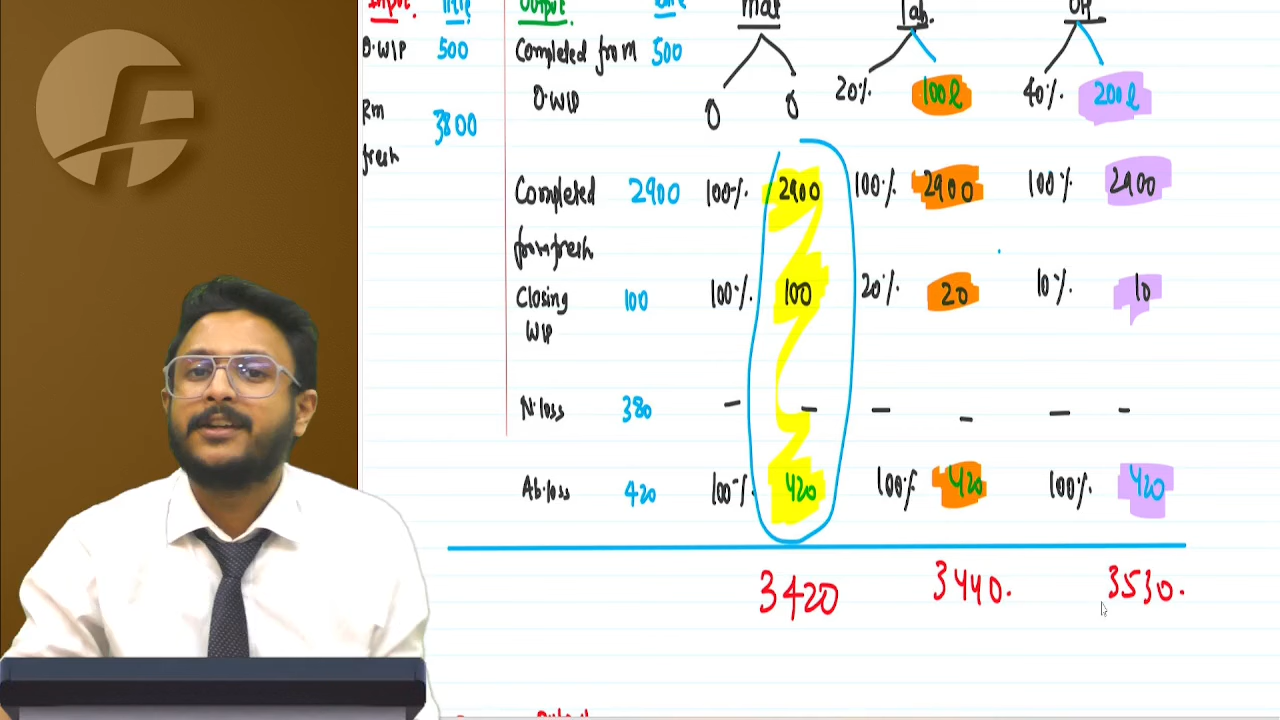 Input. Output. Mat Lab. OH
O·WIP 500 Completed from 500 0 0 20% 100 40% 200
O·WIP
Rm 3800
fresh
Completed 2900 100% 2900 100% 2900 100% 2900
from fresh
Closing 100 100% 100 20% 20 10% 10
WIP
N·loss 380 – – – – – –
Ab·loss 420 100% 420 100% 420 100% 420
3420 3440. 3530.